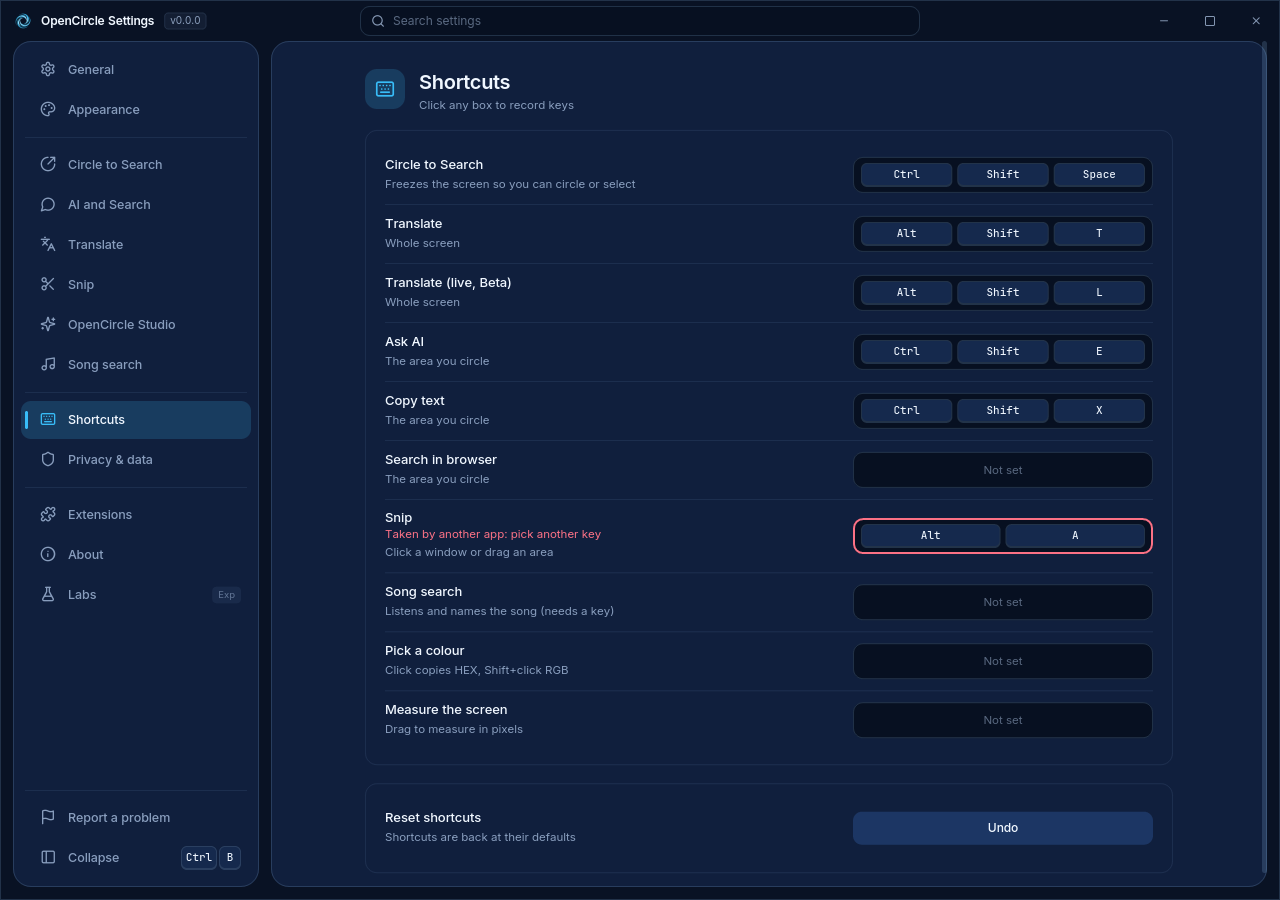 OpenCircle Settings v0.0.0
Search settings
General
Appearance
Circle to Search
AI and Search
Translate
Snip
OpenCircle Studio
Song search
Shortcuts
Privacy & data
Extensions
About
Labs Exp
Report a problem
Collapse Ctrl B
Shortcuts
Click any box to record keys
Circle to Search
Freezes the screen so you can circle or select
Ctrl Shift Space
Translate
Whole screen
Alt Shift T
Translate (live, Beta)
Whole screen
Alt Shift L
Ask AI
The area you circle
Ctrl Shift E
Copy text
The area you circle
Ctrl Shift X
Search in browser
The area you circle
Not set
Snip
Taken by another app: pick another key
Click a window or drag an area
Alt A
Song search
Listens and names the song (needs a key)
Not set
Pick a colour
Click copies HEX, Shift+click RGB
Not set
Measure the screen
Drag to measure in pixels
Not set
Reset shortcuts
Shortcuts are back at their defaults
Undo